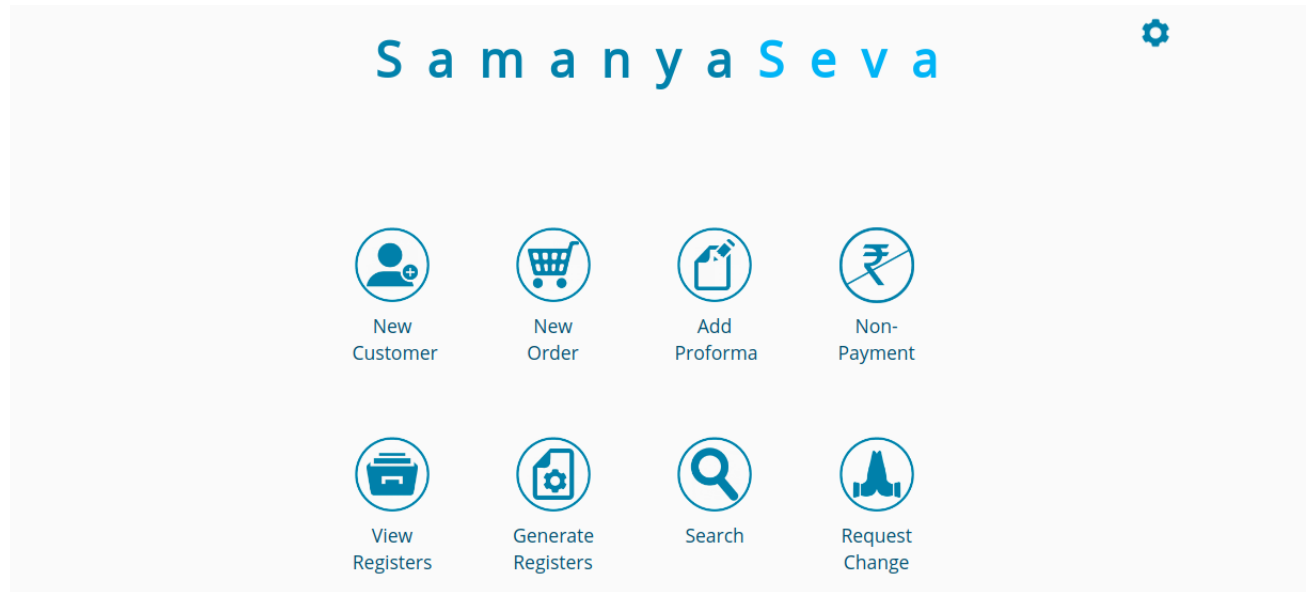 SamanyaSeva
New
Customer
New
Order
Add
Proforma
Non-
Payment
View
Registers
Generate
Registers
Search
Request
Change